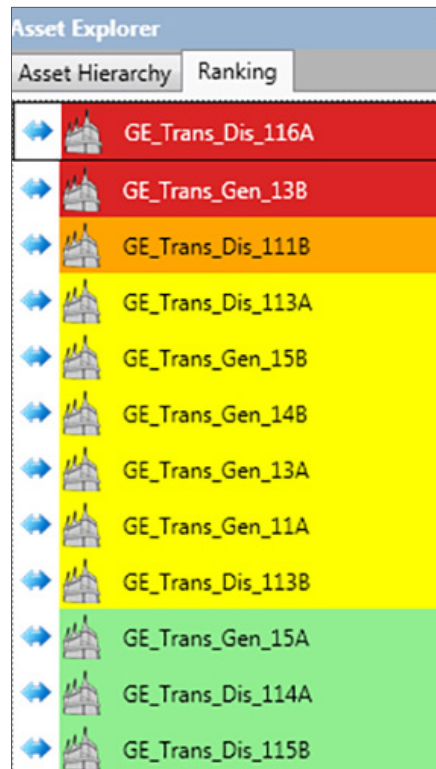 Asset Explorer
Asset Hierarchy Ranking
GE_Trans_Dis_116A
GE_Trans_Gen_13B
GE_Trans_Dis_111B
GE_Trans_Dis_113A
GE_Trans_Gen_15B
GE_Trans_Gen_14B
GE_Trans_Gen_13A
GE_Trans_Gen_11A
GE_Trans_Dis_113B
GE_Trans_Gen_15A
GE_Trans_Dis_114A
GE_Trans_Dis_115B